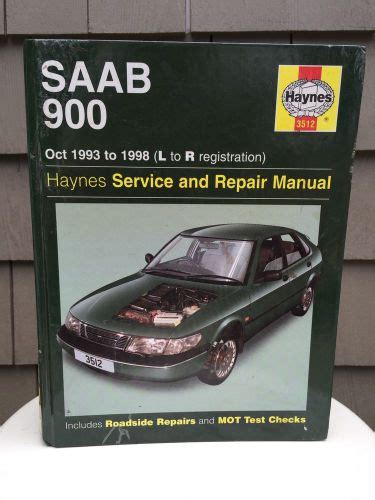 SAAB
900
Haynes
3512
Oct 1993 to 1998 (L to R registration)
Haynes Service and Repair Manual
3512
Includes Roadside Repairs and MOT Test Checks